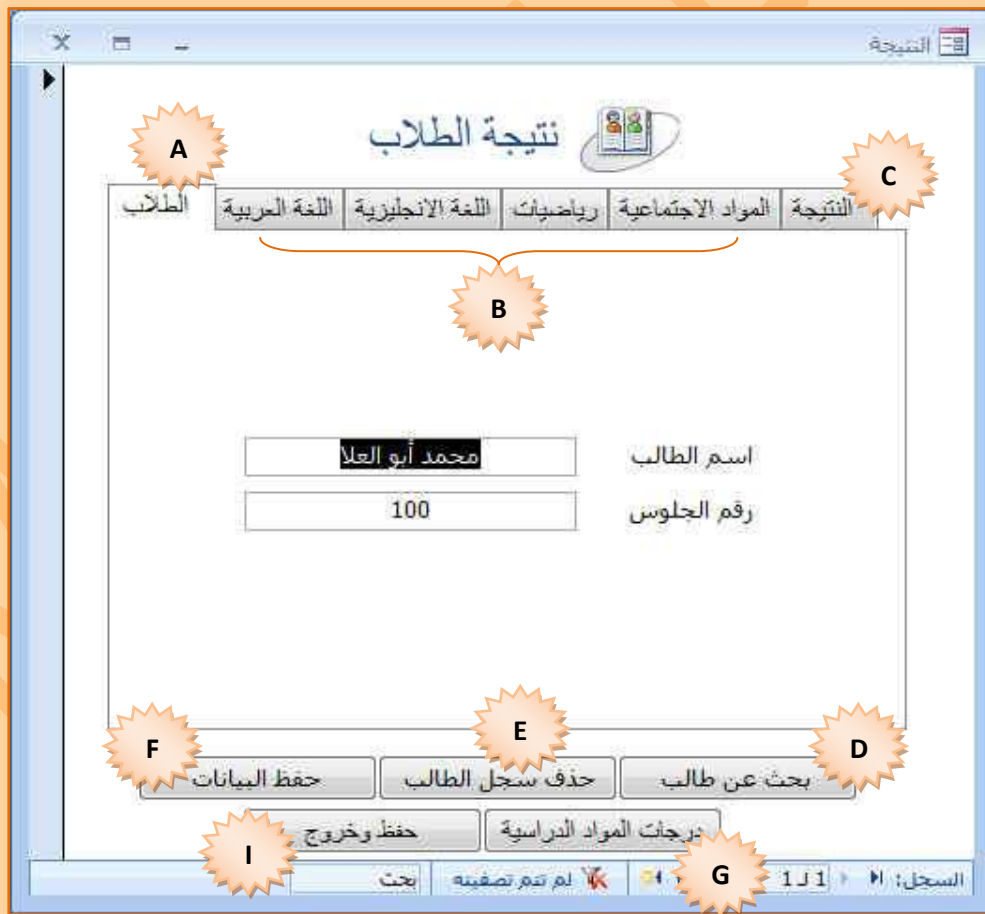 النتيجة
نتيجة الطلاب
A
C
النتيجة
المواد الاجتماعية
رياضيات
اللغة الانجليزية
اللغة العربية
الطلاب
B
اسم الطالب
محمد أبو العلا
رقم الجلوس
100
F
E
D
بحث عن طالب
حذف سجل الطالب
حفظ البيانات
درجات المواد الدراسية
حفظ وخروج
I
G
السجل: 1 لـ 1
لم تتم تصفيته
بحث